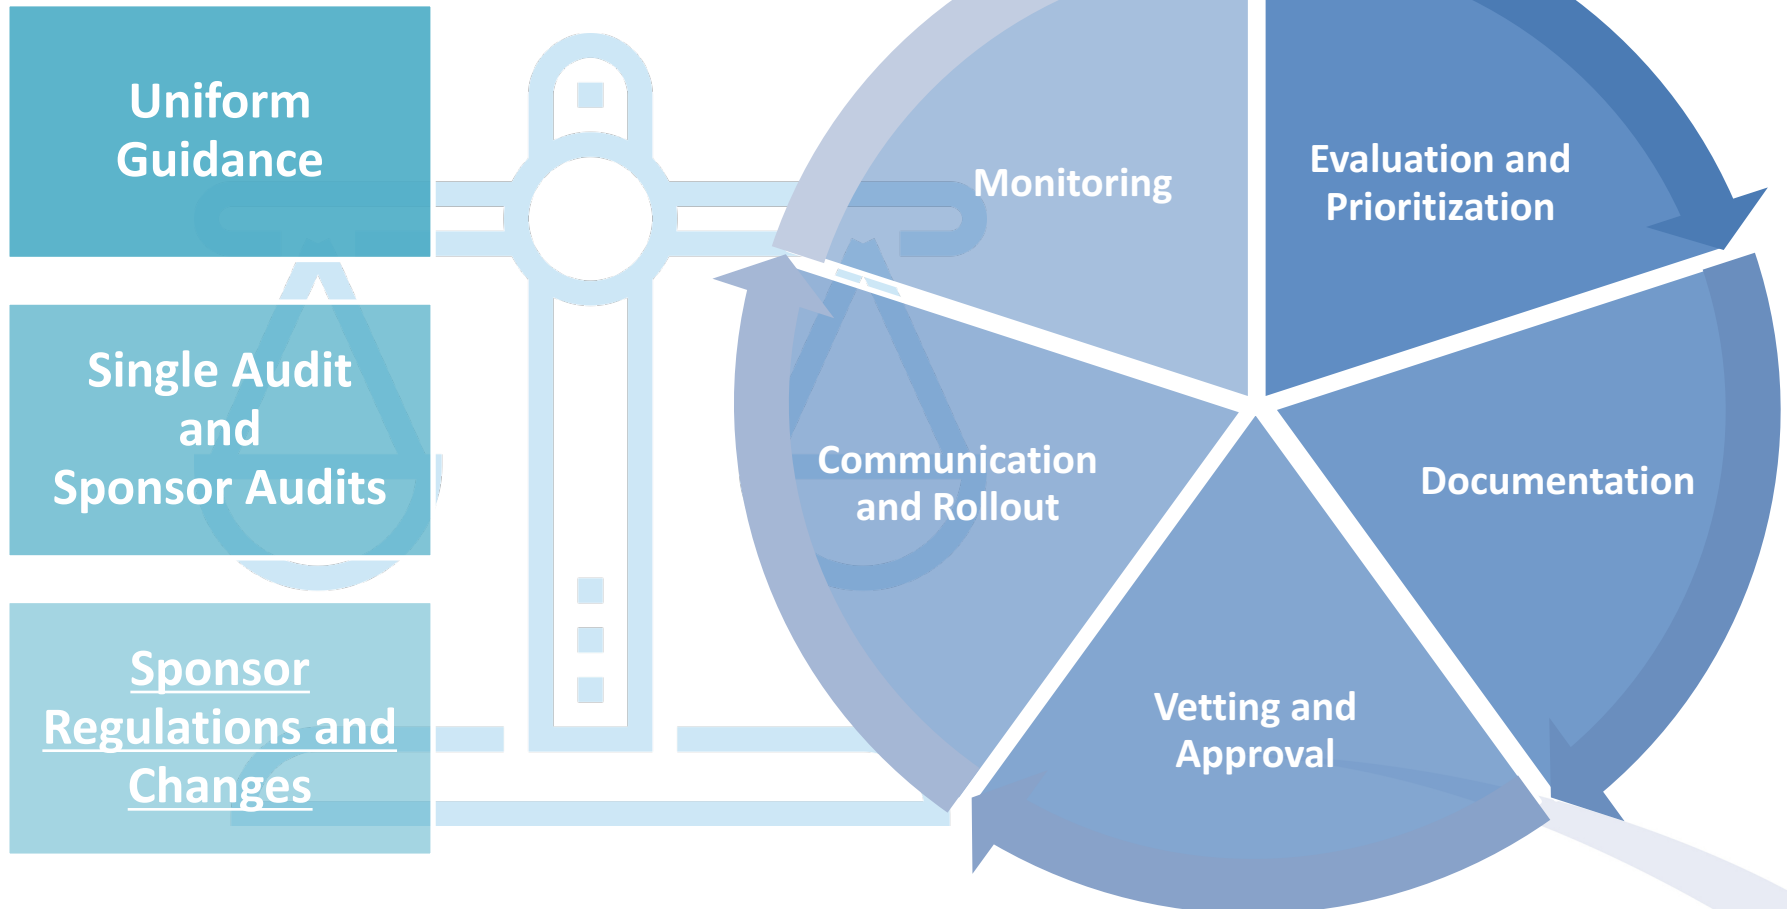 Uniform
Guidance
Single Audit
and
Sponsor Audits
Sponsor
Regulations and
Changes
Monitoring
Evaluation and
Prioritization
Communication
and Rollout
Documentation
Vetting and
Approval